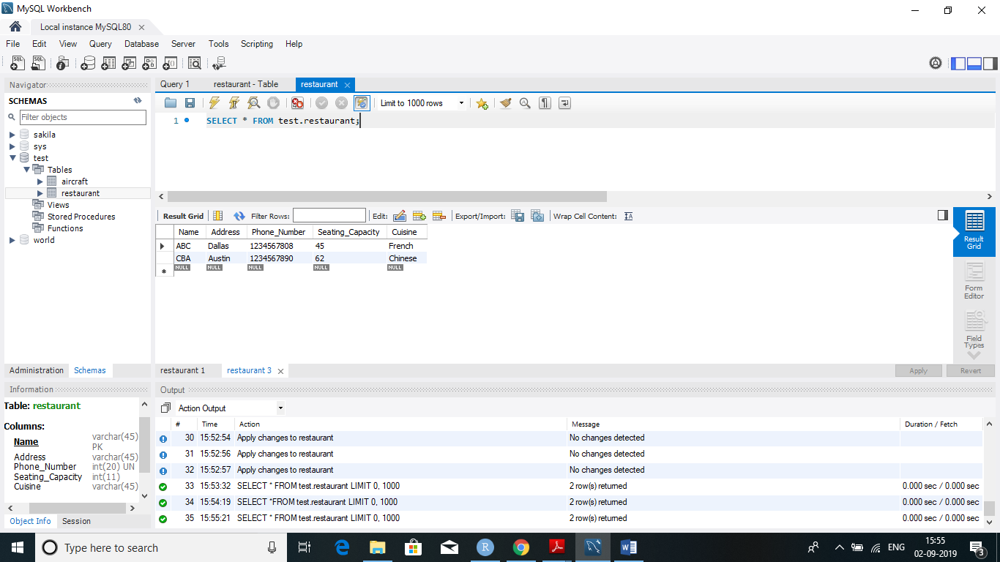 MySQL Workbench
Local instance MySQL80
File Edit View Query Database Server Tools Scripting Help
Navigator
SCHEMAS
Filter objects
sakila
sys
test
Tables
aircraft
restaurant
Views
Stored Procedures
Functions
world
Administration Schemas
Information
Table: restaurant
Columns:
Name varchar(45) PK
Address varchar(45)
Phone_Number int(20) UN
Seating_Capacity int(11)
Cuisine varchar(45)
Object Info Session
Query 1 restaurant - Table restaurant
Limit to 1000 rows
1 SELECT * FROM test.restaurant;
Result Grid Filter Rows: Edit: Export/Import: Wrap Cell Content:
Name Address Phone_Number Seating_Capacity Cuisine
ABC Dallas 1234567808 45 French
CBA Austin 1234567890 62 Chinese
NULL NULL NULL NULL NULL
Result Grid
Form Editor
Field Types
restaurant 1 restaurant 3
Apply Revert
Output
Action Output
# Time Action Message Duration / Fetch
30 15:52:54 Apply changes to restaurant No changes detected
31 15:52:56 Apply changes to restaurant No changes detected
32 15:52:57 Apply changes to restaurant No changes detected
33 15:53:32 SELECT * FROM test.restaurant LIMIT 0, 1000 2 row(s) returned 0.000 sec / 0.000 sec
34 15:54:19 SELECT *FROM test.restaurant LIMIT 0, 1000 2 row(s) returned 0.000 sec / 0.000 sec
35 15:55:21 SELECT * FROM test.restaurant LIMIT 0, 1000 2 row(s) returned 0.000 sec / 0.000 sec
Type here to search
ENG
15:55
02-09-2019
3